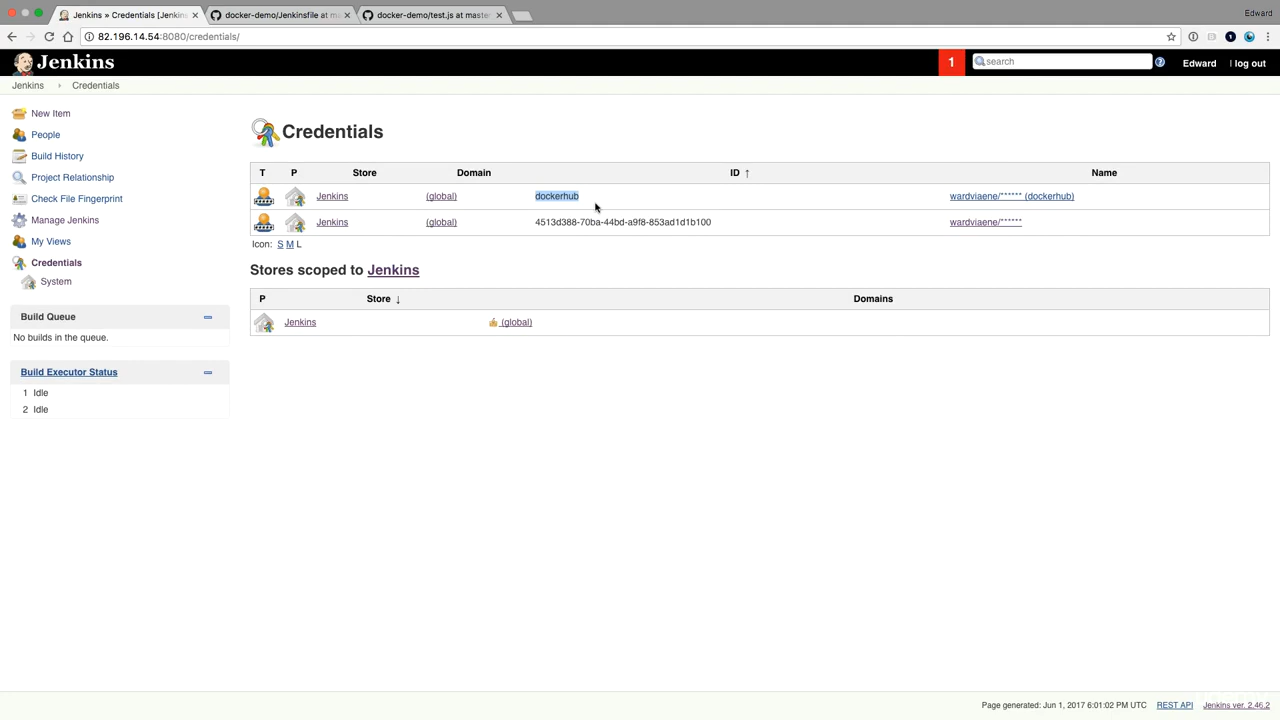 Jenkins » Credentials [Jenkins
docker-demo/Jenkinsfile at ma
docker-demo/test.js at master
Edward
82.196.14.54:8080/credentials/
Jenkins
1
search
Edward
log out
Jenkins
Credentials
New Item
People
Build History
Project Relationship
Check File Fingerprint
Manage Jenkins
My Views
Credentials
System
Build Queue
No builds in the queue.
Build Executor Status
1 Idle
2 Idle
Credentials
T P Store Domain ID ↑ Name
Jenkins (global) dockerhub wardviaene/****** (dockerhub)
Jenkins (global) 4513d388-70ba-44bd-a9f8-853ad1d1b100 wardviaene/******
Icon: S M L
Stores scoped to Jenkins
P Store ↓ Domains
Jenkins (global)
Page generated: Jun 1, 2017 6:01:02 PM UTC REST API Jenkins ver. 2.46.2